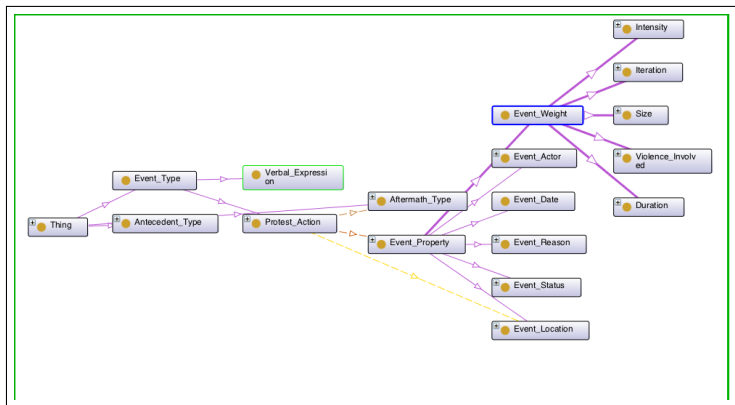 Intensity
Iteration
Event_Weight
Size
Event_Actor
Violence_Involv
ed
Verbal_Expressi
on
Event_Type
Aftermath_Type
Event_Date
Duration
Thing
Antecedent_Type
Protest_Action
Event_Property
Event_Reason
Event_Status
Event_Location